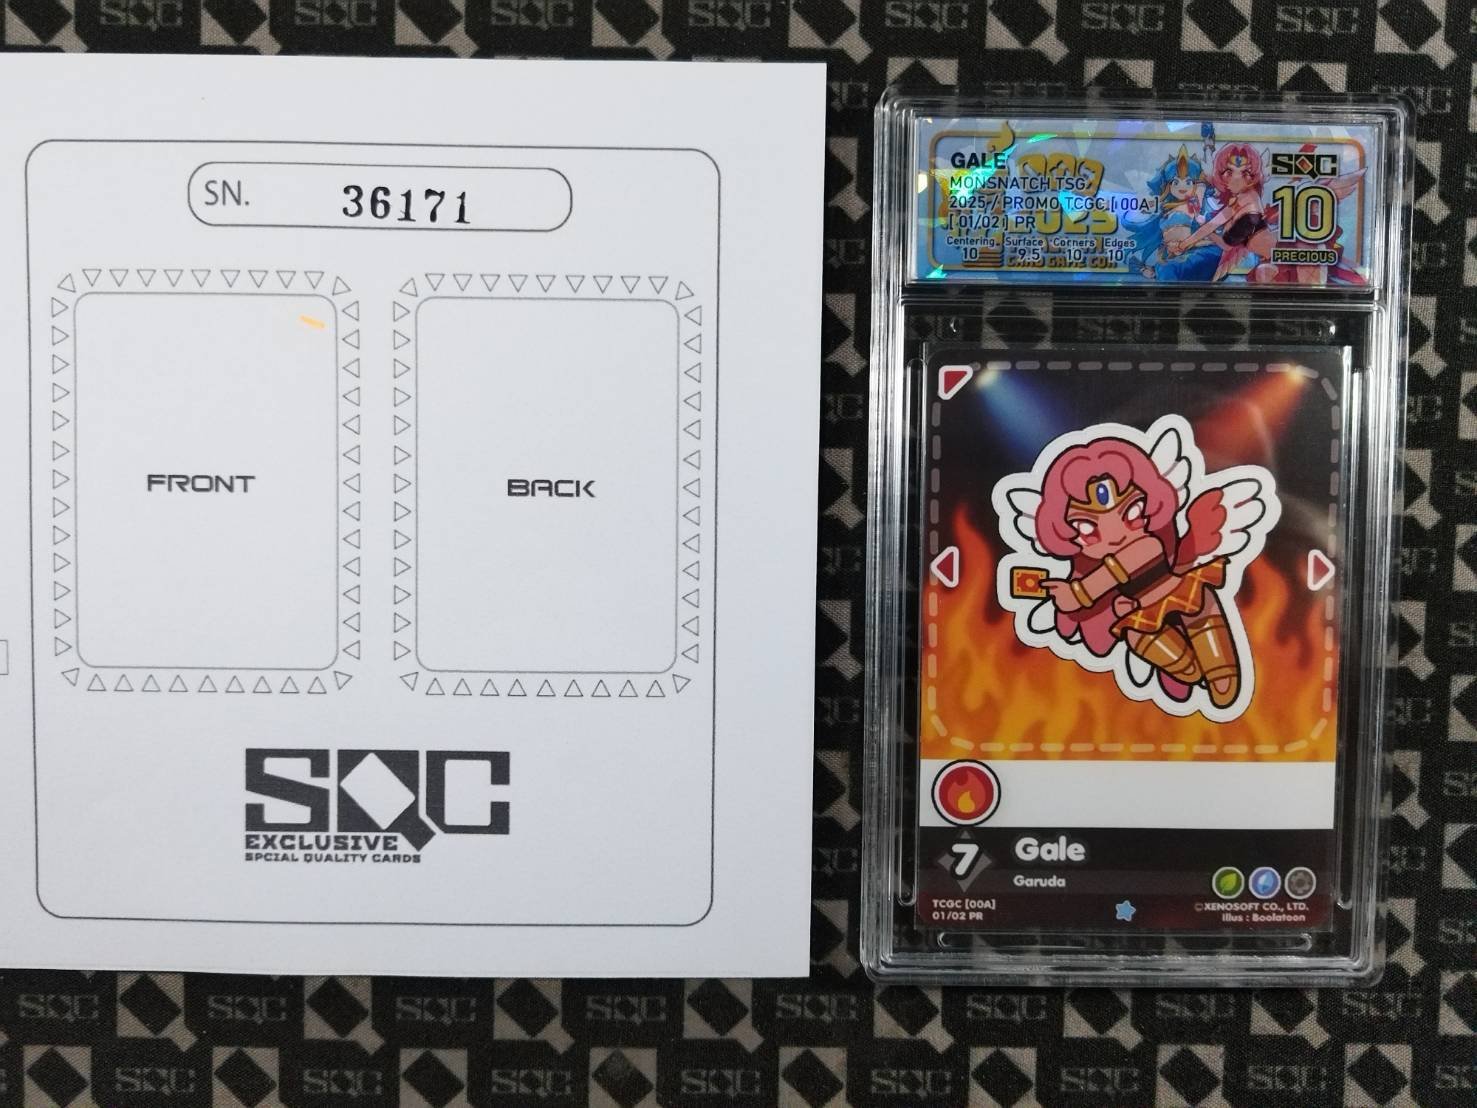 SN. 36171
FRONT
BACK
SQC
EXCLUSIVE
SPCIAL QUALITY CARDS
GALE
MONSNATCH TSG
2025 / PROMO TCGC [ 00A ]
[ 01/02 ] PR
Centering Surface Corners Edges
10 9.5 10 10
SQC
10
PRECIOUS
7
Gale
Garuda
TCGC [00A]
01/02 PR
©XENOSOFT CO., LTD.
Illus : Boolatoon